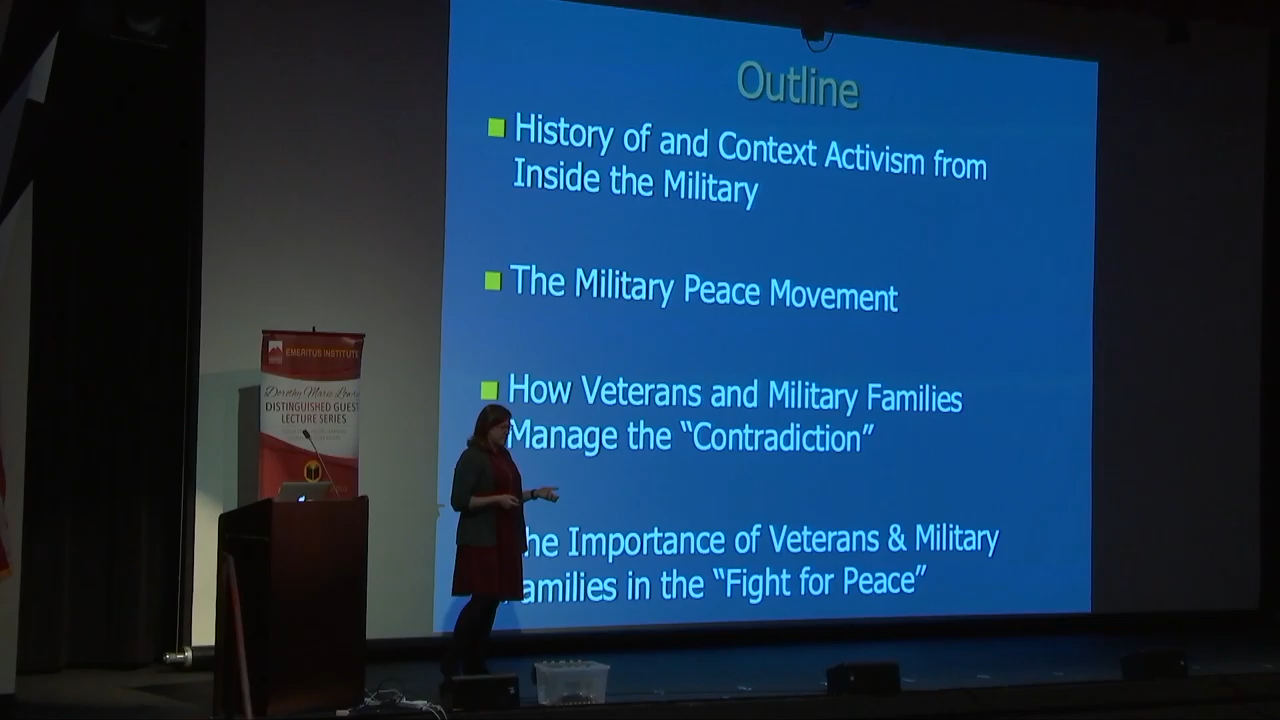 Outline
History of and Context Activism from
Inside the Military
The Military Peace Movement
How Veterans and Military Families
Manage the “Contradiction”
he Importance of Veterans & Military
amilies in the “Fight for Peace”
EMERITUS INSTITUTE
Dorothy Marie
DISTINGUISHED GUEST
LECTURE SERIES